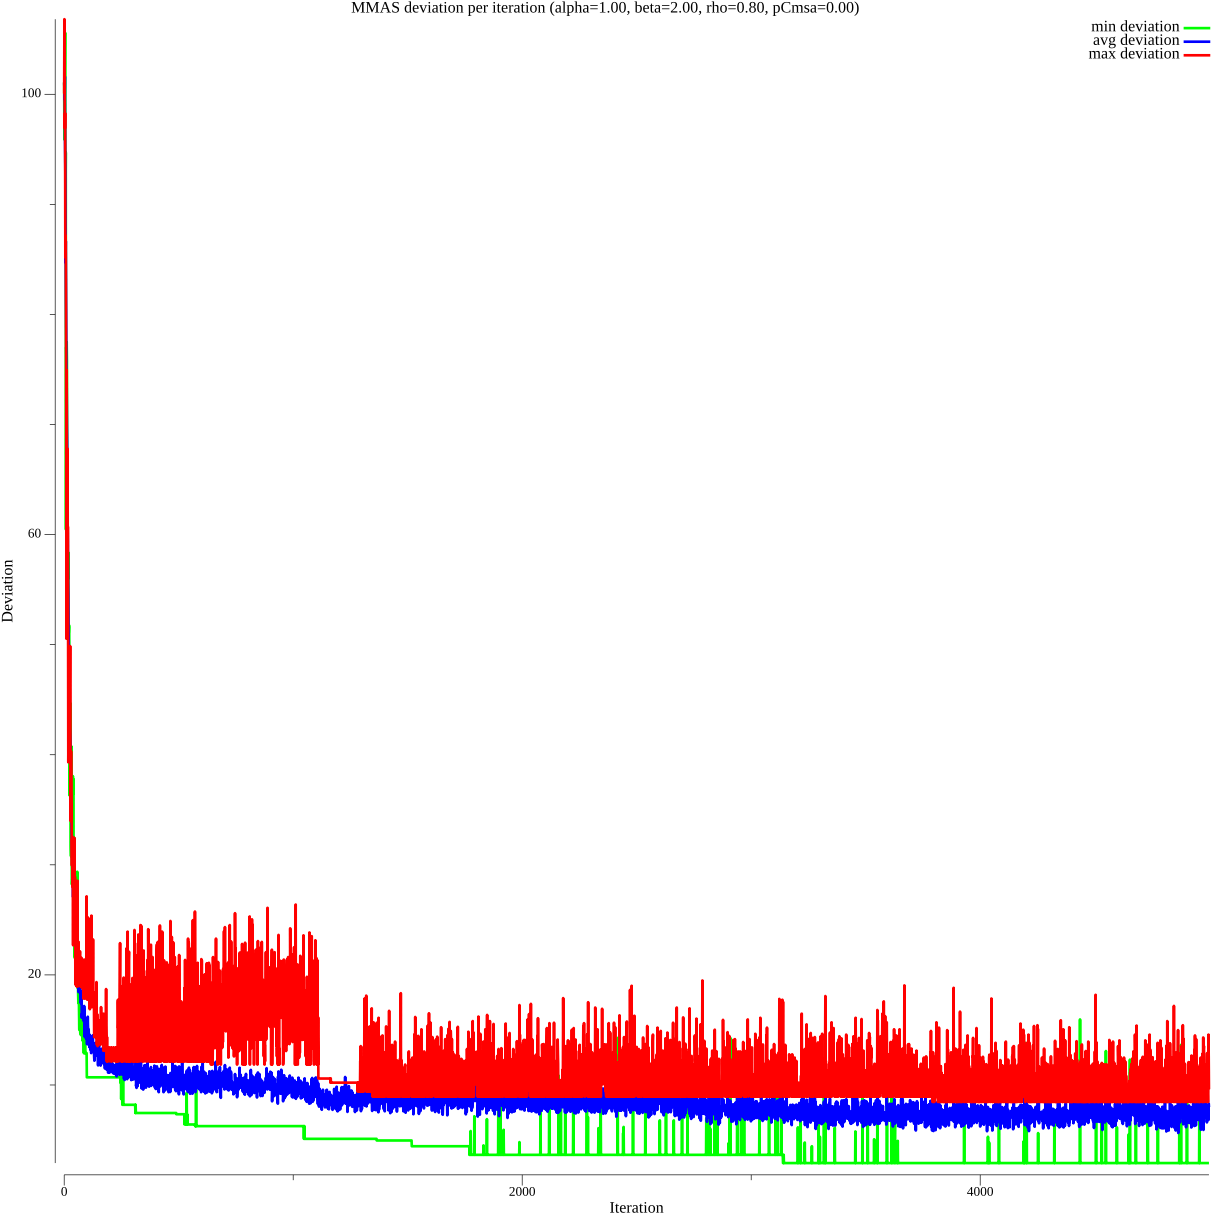 MMAS deviation per iteration (alpha=1.00, beta=2.00, rho=0.80, pCmsa=0.00)
min deviation
avg deviation
max deviation
100
60
20
Deviation
0
2000
4000
Iteration